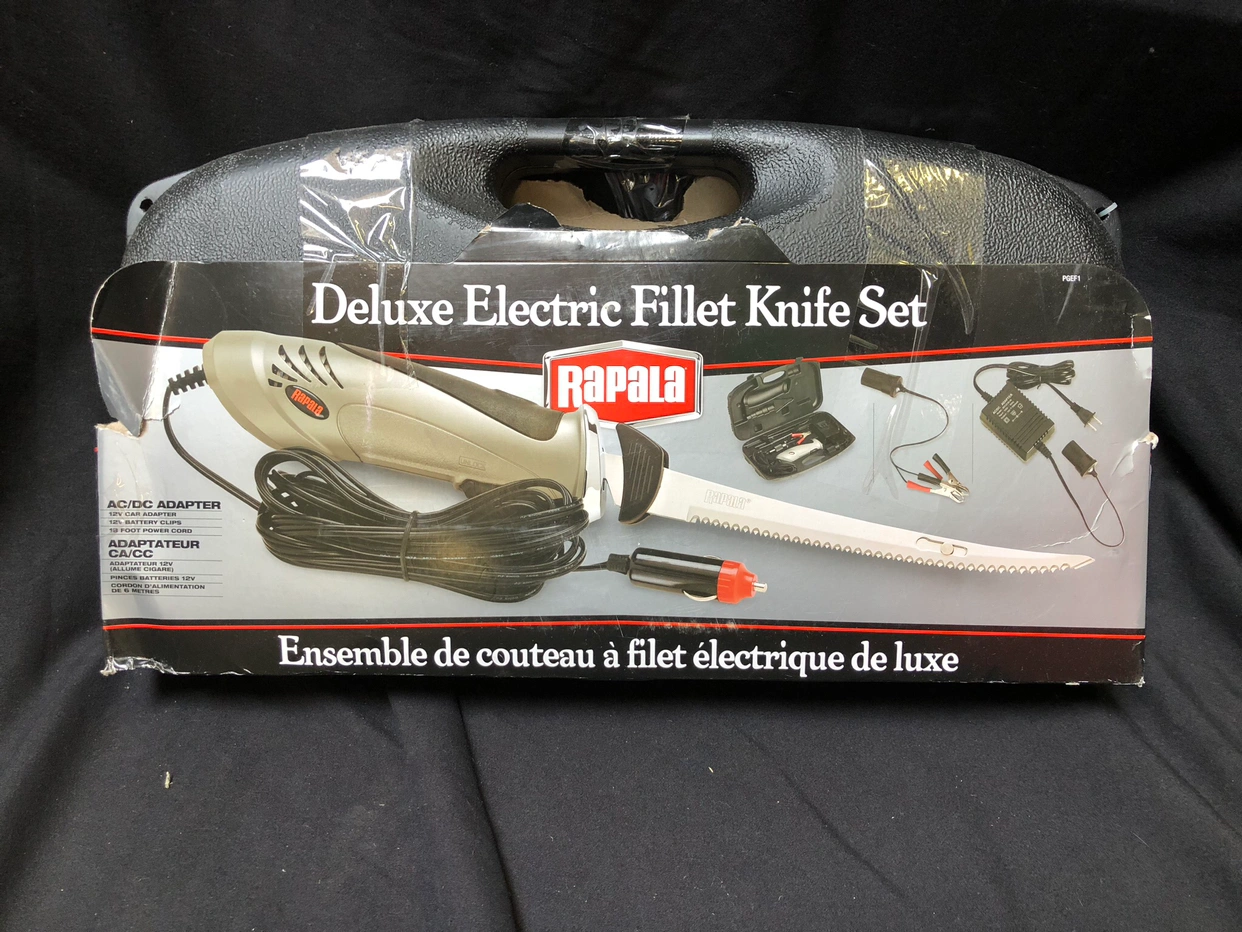 PGEF1
Deluxe Electric Fillet Knife Set
RAPALA
Rapala
RAPALA
AC/DC ADAPTER
12V CAR ADAPTER
12V BATTERY CLIPS
FOOT POWER CORD
ADAPTATEUR
CA/CC
ADAPTATEUR 12V
(ALLUME CIGARE)
PINCES BATTERIES 12V
CORDON D'ALIMENTATION
DE 6 METRES
Ensemble de couteau à filet électrique de luxe